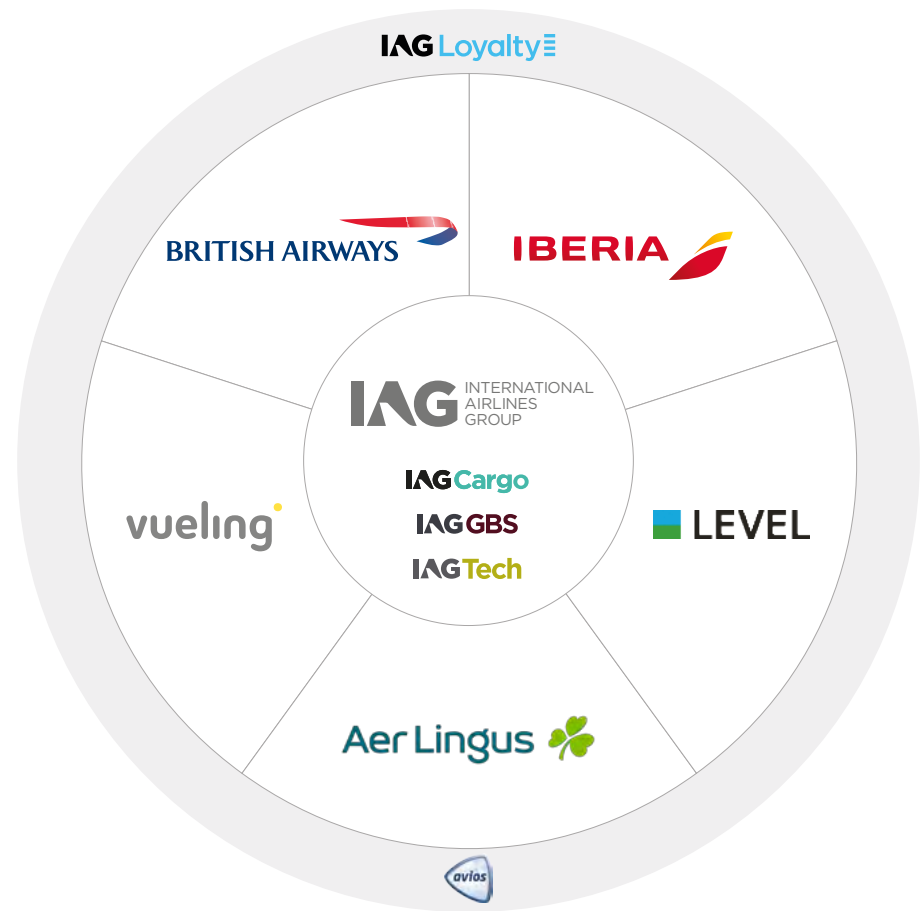 IAG Loyalty
BRITISH AIRWAYS
IBERIA
IAG INTERNATIONAL
AIRLINES
GROUP
IAG Cargo
IAG GBS
IAG Tech
vueling
LEVEL
Aer Lingus
avios